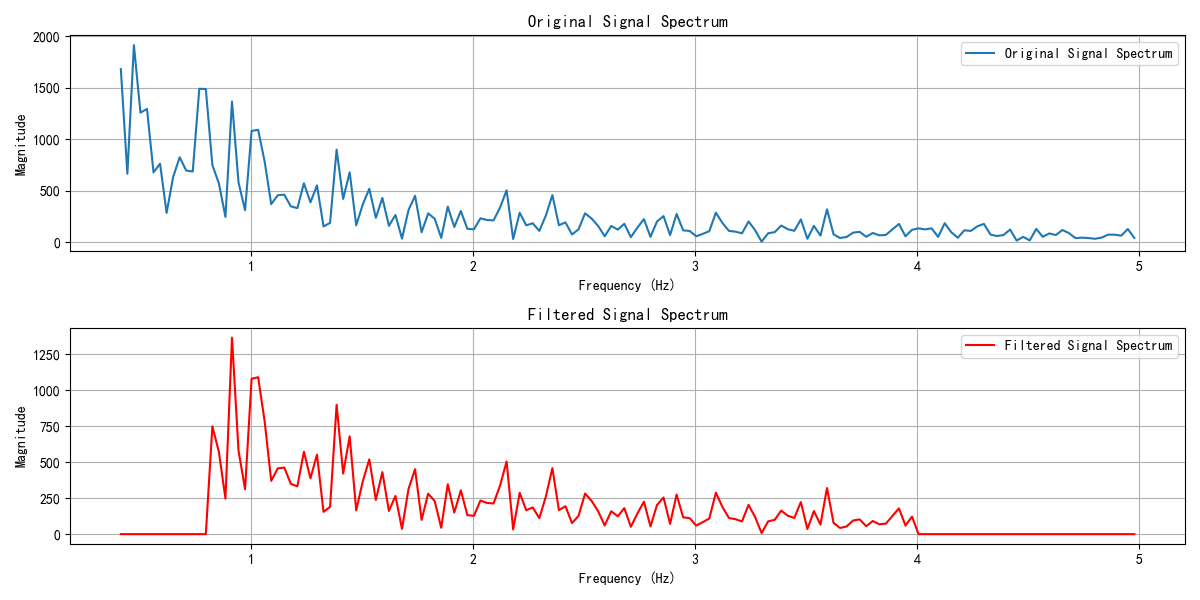 Original Signal Spectrum
2000
1500
1000
500
0
Magnitude
Original Signal Spectrum
1 2 3 4 5
Frequency (Hz)
Filtered Signal Spectrum
1250
1000
750
500
250
0
Magnitude
Filtered Signal Spectrum
1 2 3 4 5
Frequency (Hz)